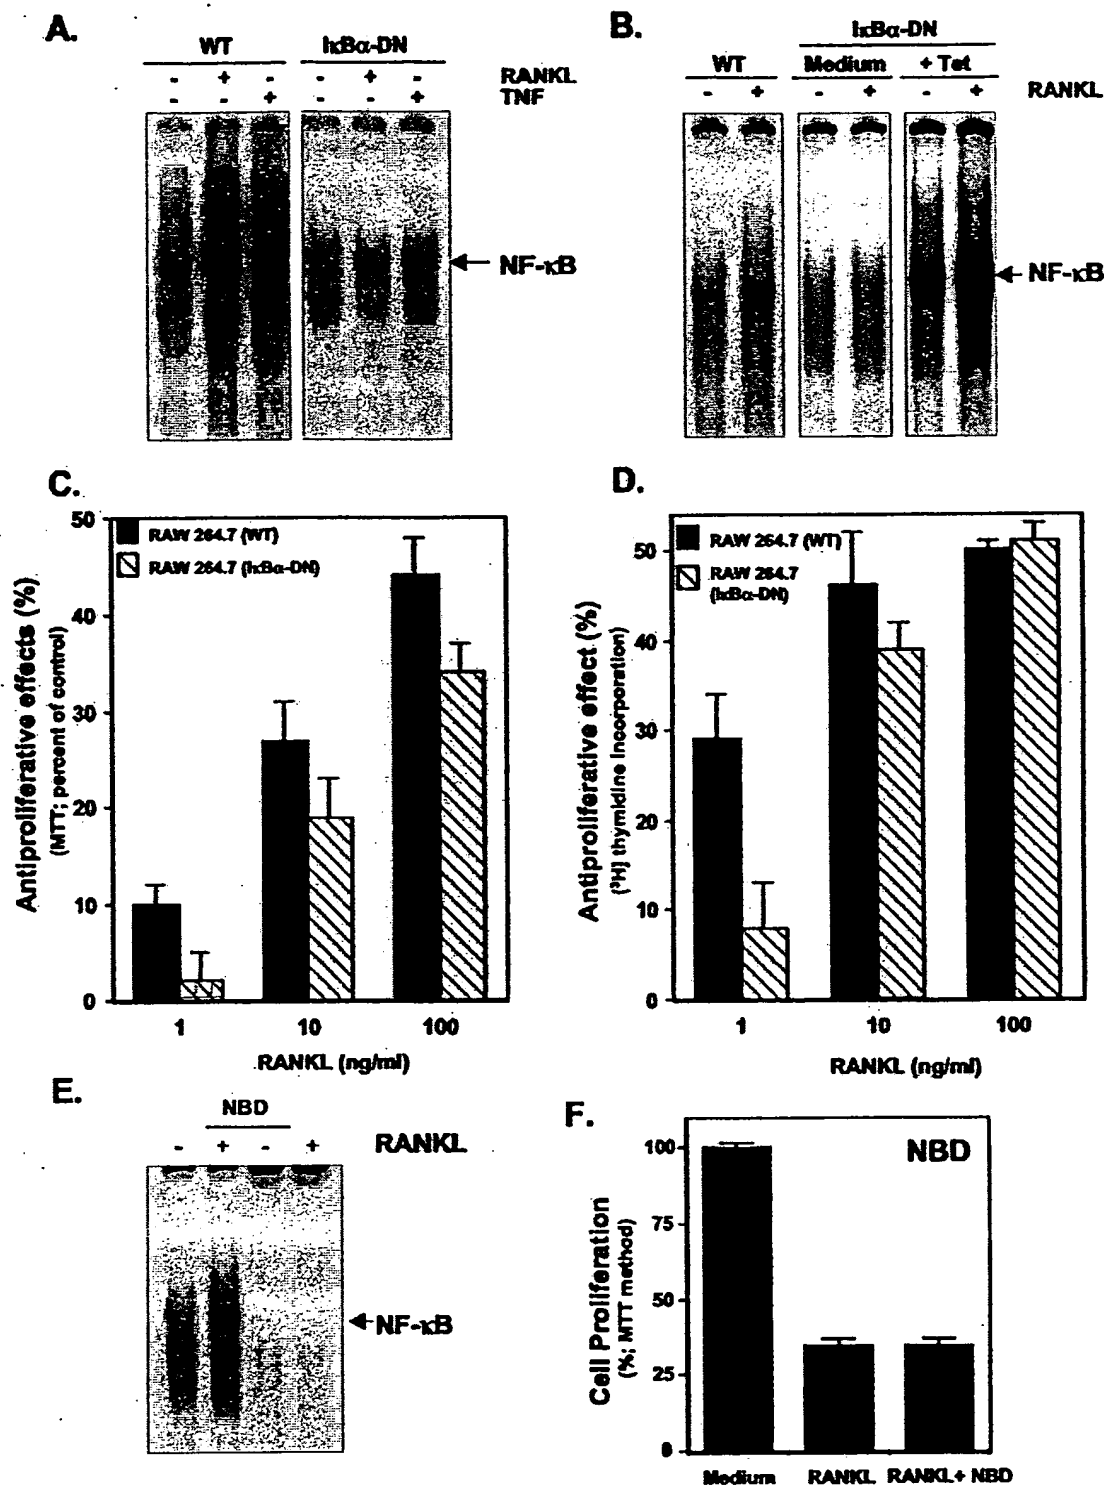 A.
WT IκBα-DN
- + - - + - RANKL
- - + - - + TNF
NF-κB
B.
IκBα-DN
WT Medium + Tet
- + - + - + RANKL
NF-κB
C.
50
40
30
20
10
0
Antiproliferative effects (%)
(MTT; percent of control)
RAW 264.7 (WT)
RAW 264.7 (IκBα-DN)
1 10 100
RANKL (ng/ml)
D.
50
40
30
20
10
0
Antiproliferative effect (%)
[³H] thymidine incorporation)
RAW 264.7 (WT)
RAW 264.7
(IκBα-DN)
1 10 100
RANKL (ng/ml)
E.
NBD
- + - + RANKL
NF-κB
F.
100
75
50
25
0
Cell Proliferation
(%; MTT method)
NBD
Medium RANKL RANKL+ NBD